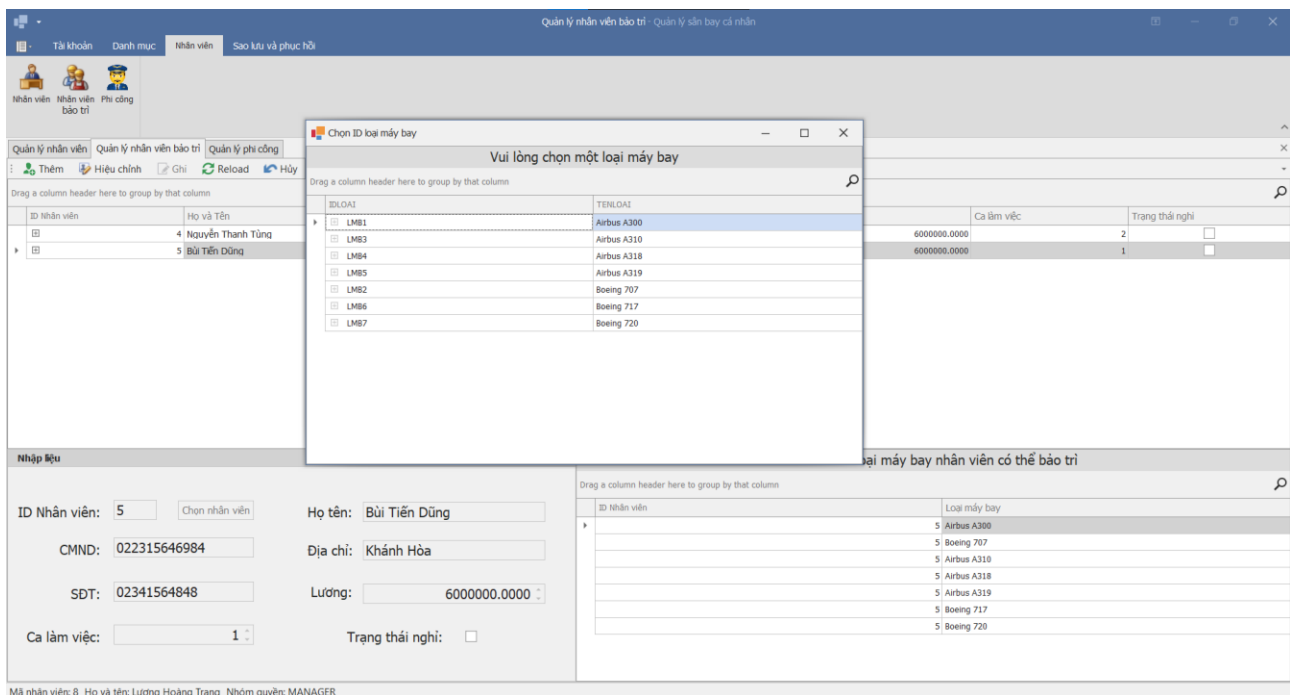 Quản lý nhân viên bảo trì - Quản lý sân bay cá nhân
Tài khoản Danh mục Nhân viên Sao lưu và phục hồi
Nhân viên Nhân viên bảo trì Phi công
Quản lý nhân viên Quản lý nhân viên bảo trì Quản lý phi công
Thêm Hiệu chỉnh Ghi Reload Hủy
Drag a column header here to group by that column
ID Nhân viên Họ và Tên Ca làm việc Trạng thái nghỉ
4 Nguyễn Thanh Tùng 6000000.0000 2
5 Bùi Tiến Dũng 6000000.0000 1
Chọn ID loại máy bay
Vui lòng chọn một loại máy bay
Drag a column header here to group by that column
IDLOAI TENLOAI
LMB1 Airbus A300
LMB3 Airbus A310
LMB4 Airbus A318
LMB5 Airbus A319
LMB2 Boeing 707
LMB6 Boeing 717
LMB7 Boeing 720
Nhập liệu
ID Nhân viên: 5 Chọn nhân viên Họ tên: Bùi Tiến Dũng
CMND: 022315646984 Địa chỉ: Khánh Hòa
SĐT: 02341564848 Lương: 6000000.0000
Ca làm việc: 1 Trạng thái nghỉ:
máy bay nhân viên có thể bảo trì
Drag a column header here to group by that column
ID Nhân viên Loại máy bay
5 Airbus A300
5 Boeing 707
5 Airbus A310
5 Airbus A318
5 Airbus A319
5 Boeing 717
5 Boeing 720
Mã nhân viên: 8 Họ và tên: Lương Hoàng Trang Nhóm quyền: MANAGER